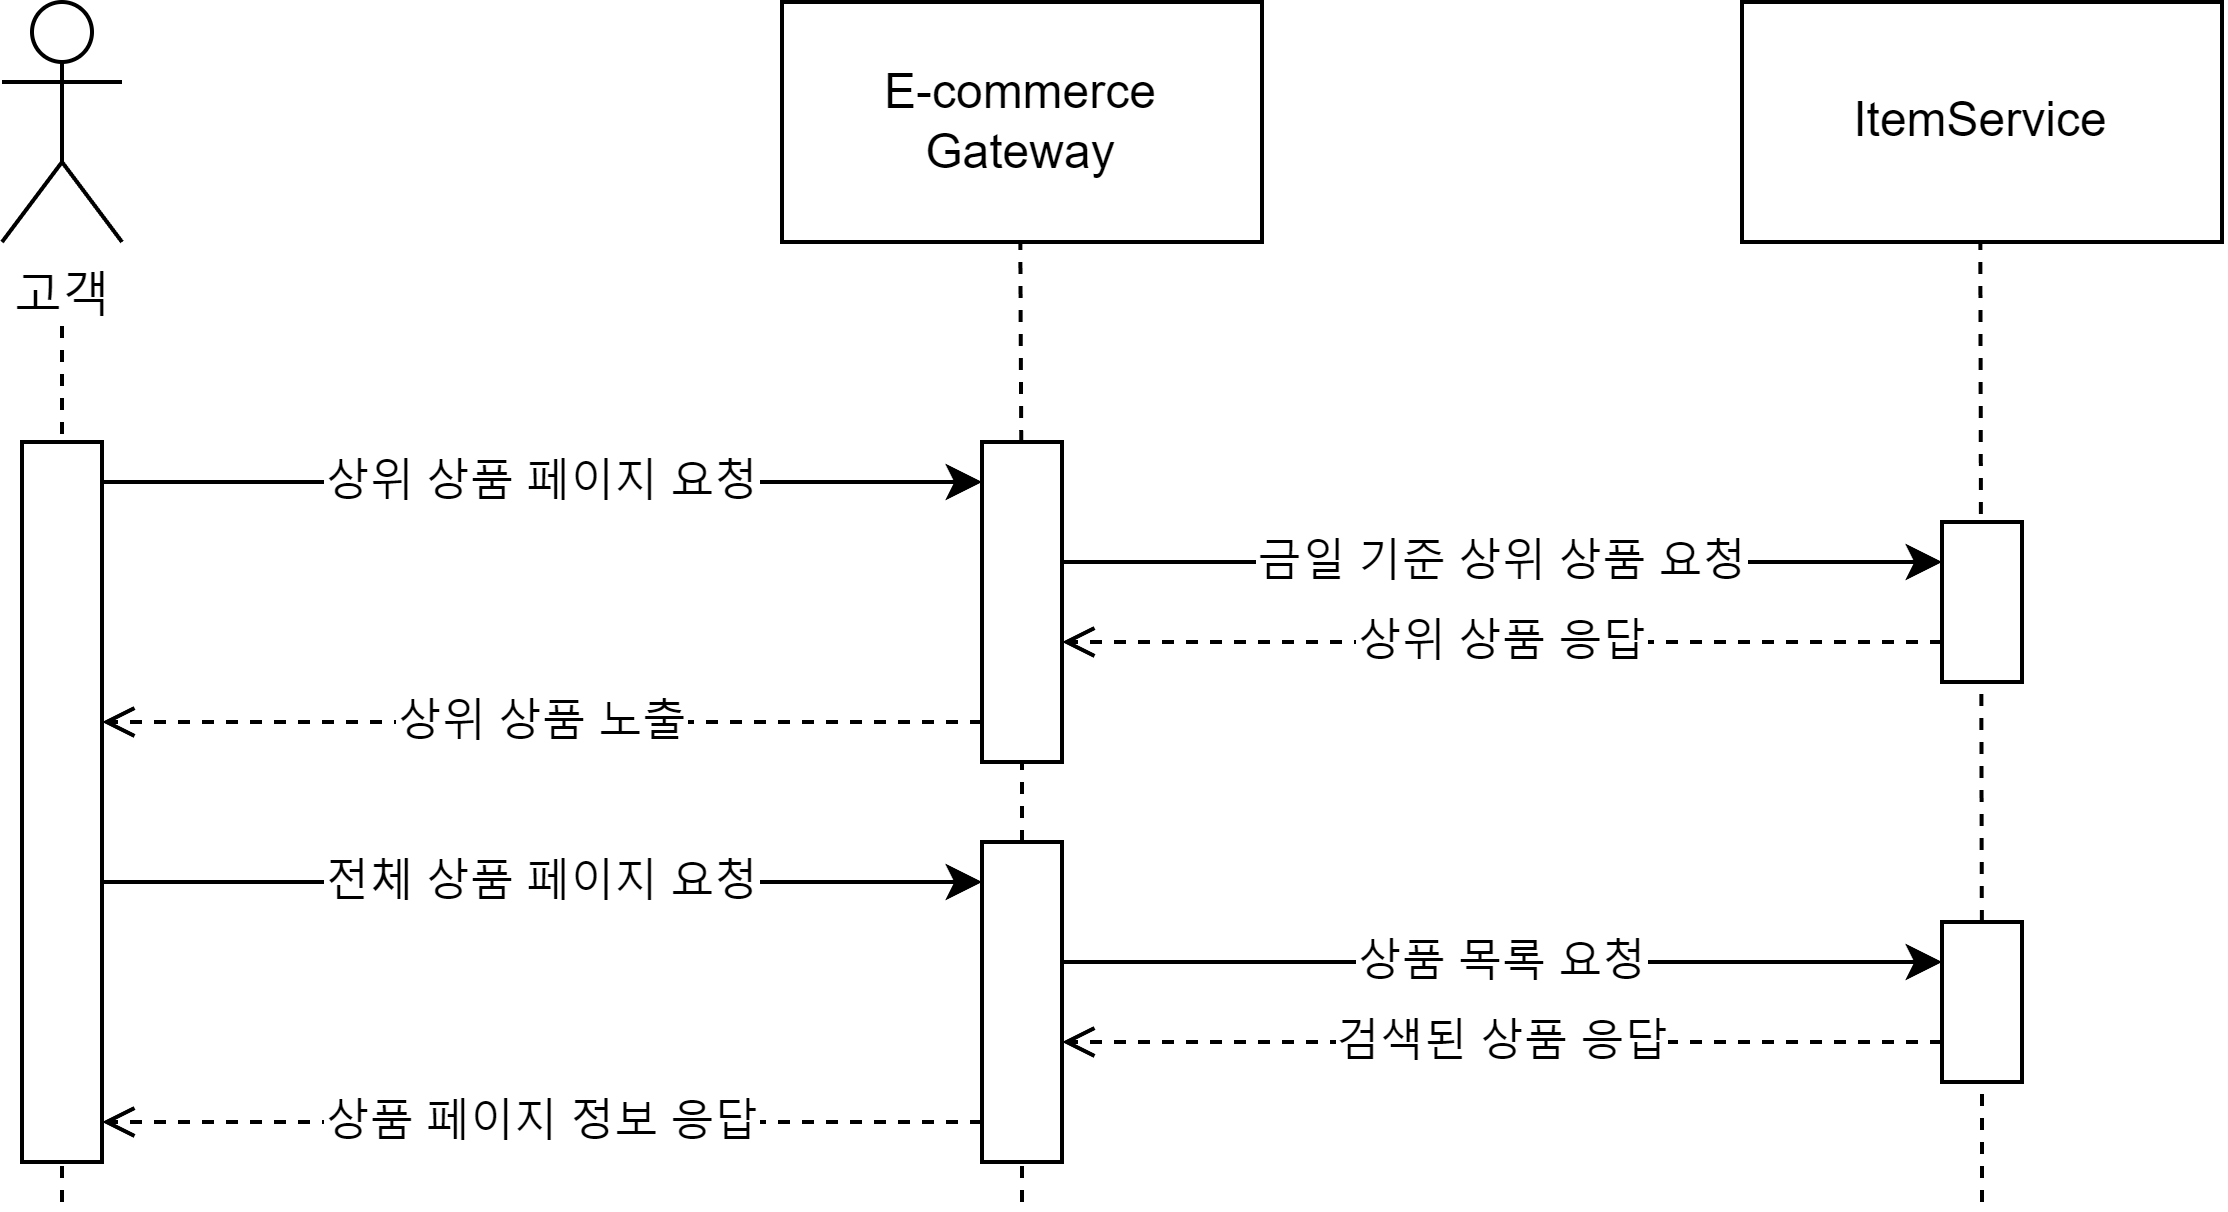 E-commerce
Gateway
ItemService
고객
상위 상품 페이지 요청
금일 기준 상위 상품 요청
상위 상품 응답
상위 상품 노출
전체 상품 페이지 요청
상품 목록 요청
검색된 상품 응답
상품 페이지 정보 응답